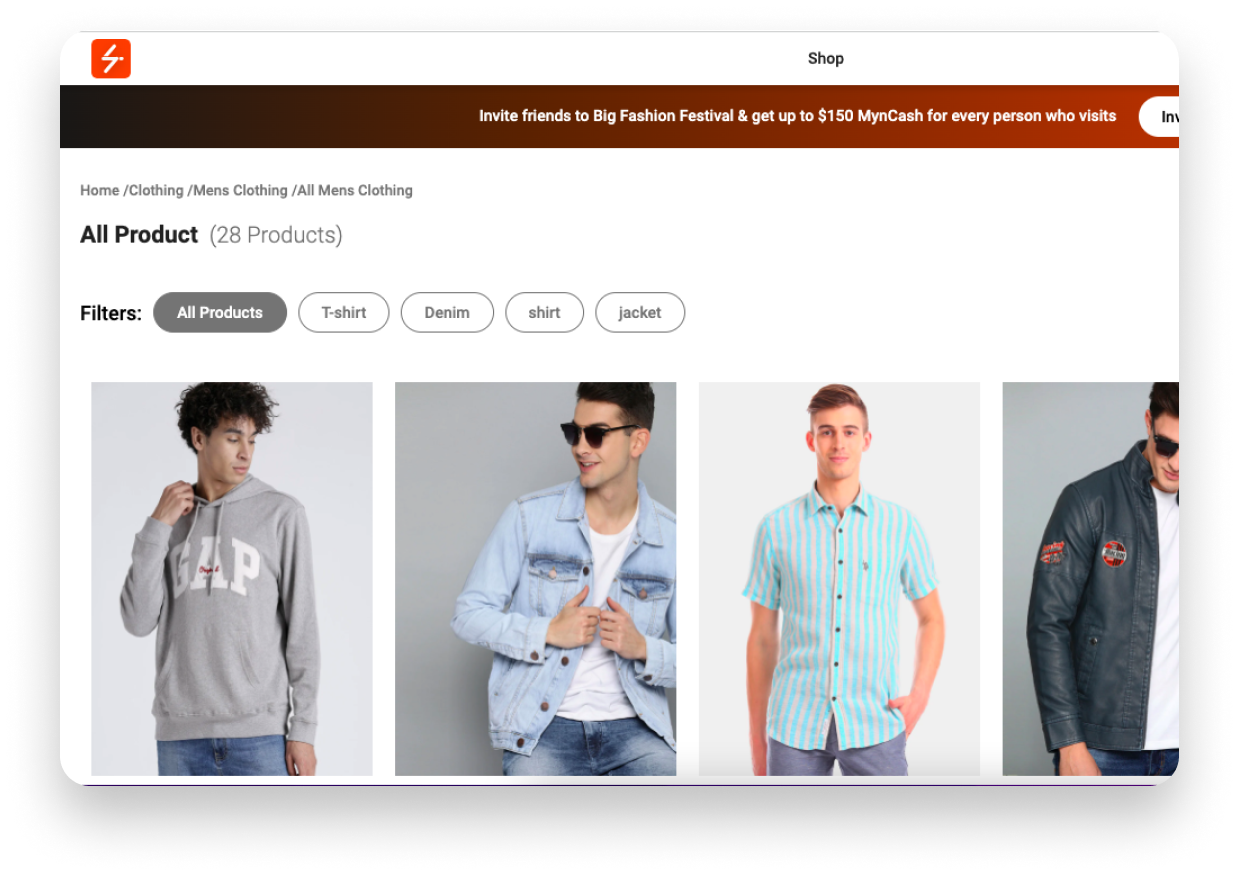 Shop
Invite friends to Big Fashion Festival & get up to $150 MynCash for every person who visits
Home /Clothing /Mens Clothing /All Mens Clothing
All Product (28 Products)
Filters: All Products T-shirt Denim shirt jacket
GAP
Original